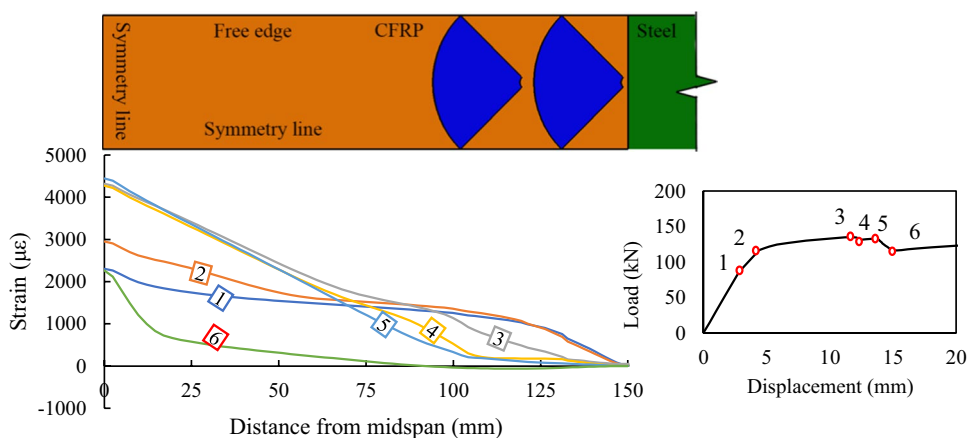 Symmetry line
Free edge
CFRP
Steel
Symmetry line
5000
4000
3000
2000
1000
0
-1000
Strain (με)
1
2
3
4
5
6
0 25 50 75 100 125 150
Distance from midspan (mm)
200
150
100
50
0
Load (kN)
1
2
3
4
5
6
0 5 10 15 20
Displacement (mm)